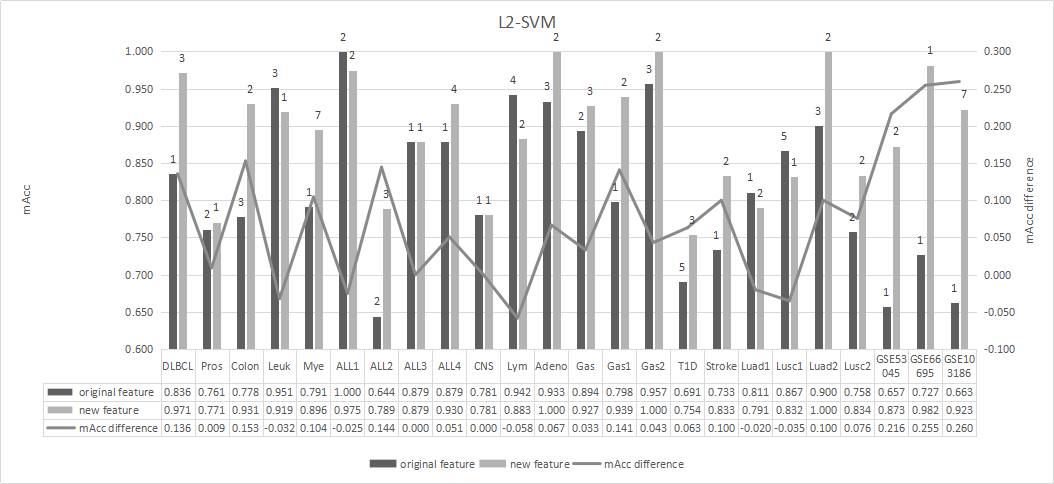 L2-SVM
2 2 2
1.000 0.300
1
3 2
3 3
4 1
0.950 3 0.250
2 4 3 7
1
7 2 3
0.900 0.200
1 1 1 2 2
5
0.850 1 2 1 2 0.150
1 3 1 1
3 1 1 2
0.800 0.100
2 1 3 2
0.750 1 1 0.050
5
0.700 0.000
2 1 1
0.650 -0.050
0.600 -0.100
mAcc
mAcc difference
DLBCL Pros Colon Leuk Mye ALL1 ALL2 ALL3 ALL4 CNS Lym Adeno Gas Gas1 Gas2 T1D Stroke Luad1 Lusc1 Luad2 Lusc2 GSE53 GSE66 GSE10
045 695 3186
original feature 0.836 0.761 0.778 0.951 0.791 1.000 0.644 0.879 0.879 0.781 0.942 0.933 0.894 0.798 0.957 0.691 0.733 0.811 0.867 0.900 0.758 0.657 0.727 0.663
new feature 0.971 0.771 0.931 0.919 0.896 0.975 0.789 0.879 0.930 0.781 0.883 1.000 0.927 0.939 1.000 0.754 0.833 0.791 0.832 1.000 0.834 0.873 0.982 0.923
mAcc difference 0.136 0.009 0.153 -0.032 0.104 -0.025 0.144 0.000 0.051 0.000 -0.058 0.067 0.033 0.141 0.043 0.063 0.100 -0.020 -0.035 0.100 0.076 0.216 0.255 0.260
original feature new feature mAcc difference